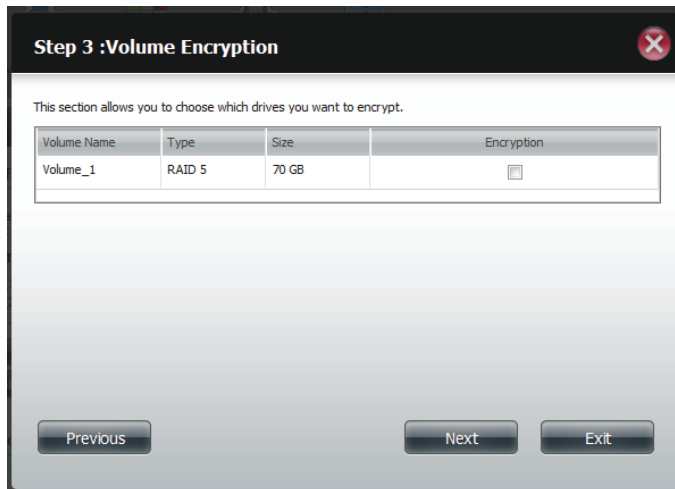 Step 3 :Volume Encryption
This section allows you to choose which drives you want to encrypt.
Volume Name Type Size Encryption
Volume_1 RAID 5 70 GB
Previous Next Exit